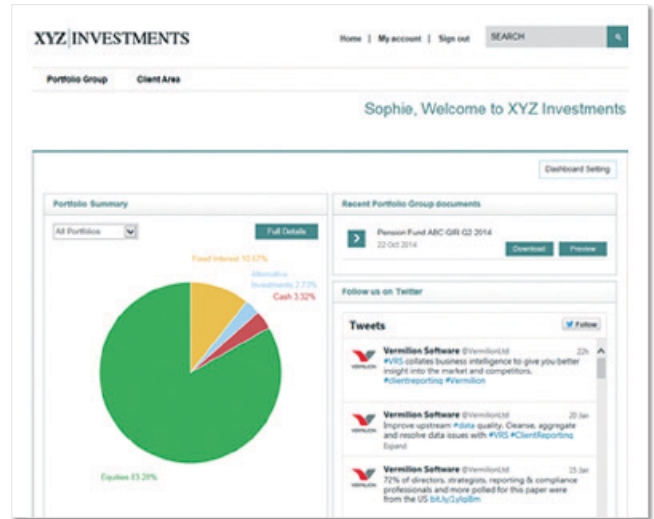 XYZ INVESTMENTS
Home | My account | Sign out
SEARCH
Portfolio Group Client Area
Sophie, Welcome to XYZ Investments
Dashboard Setting
Portfolio Summary
All Portfolios
Full Details
Fixed Interest 10.67%
Alternative
Investments 2.73%
Cash 3.32%
Equities 83.28%
Recent Portfolio Group documents
Pension Fund ABC GIR Q2 2014
22 Oct 2014
Download
Preview
Follow us on Twitter
Tweets
Follow
VERMILION
Vermilion Software @VermilionLtd 22h
#VRS collates business intelligence to give you better
insight into the market and competitors.
#clientreporting #Vermilion
VERMILION
Vermilion Software @VermilionLtd 20 Jan
Improve upstream #data quality. Cleanse, aggregate
and resolve data issues with #VRS #ClientReporting
Expand
VERMILION
Vermilion Software @VermilionLtd 15 Jan
72% of directors, strategists, reporting & compliance
professionals and more polled for this paper were
from the US